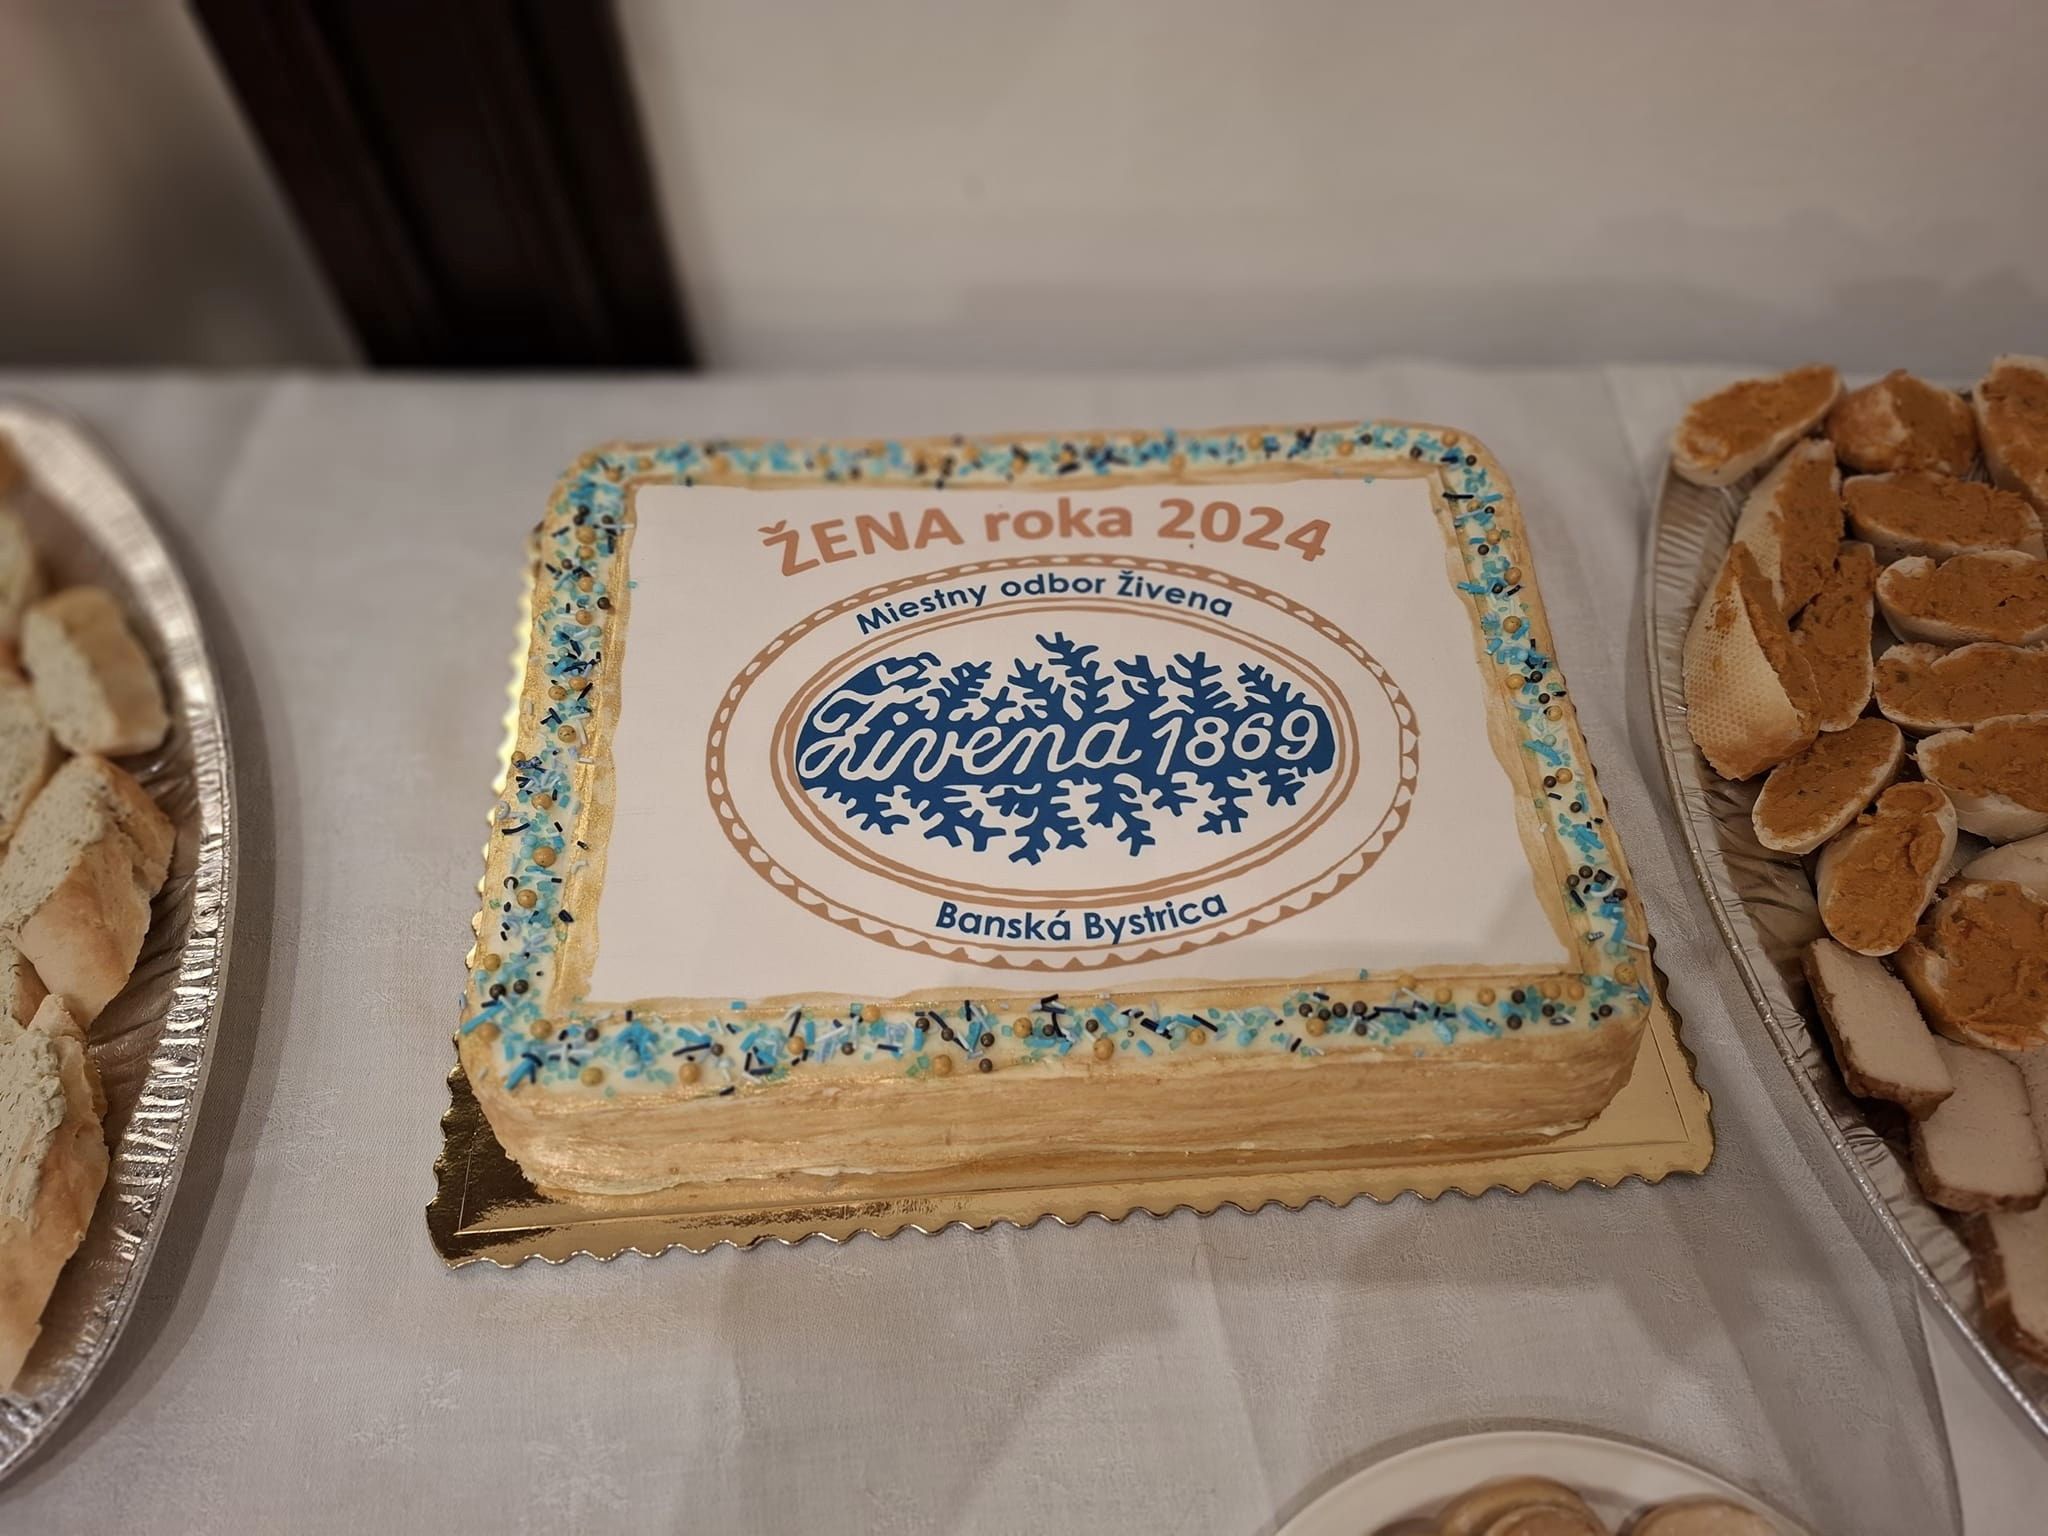 ŽENA roka 2024
Miestny odbor Živena
Živena 1869
Banská Bystrica